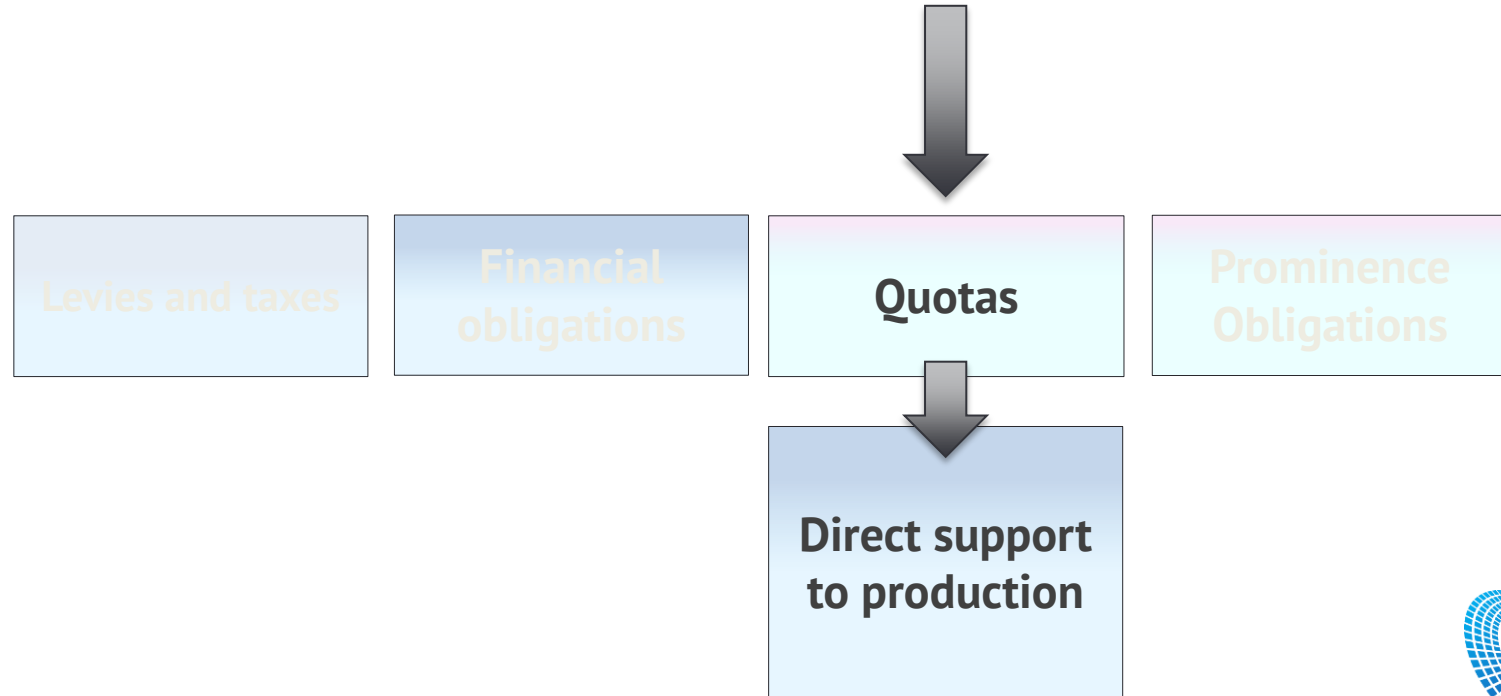 Levies and taxes
Financial
obligations
Quotas
Prominence
Obligations
Direct support
to production